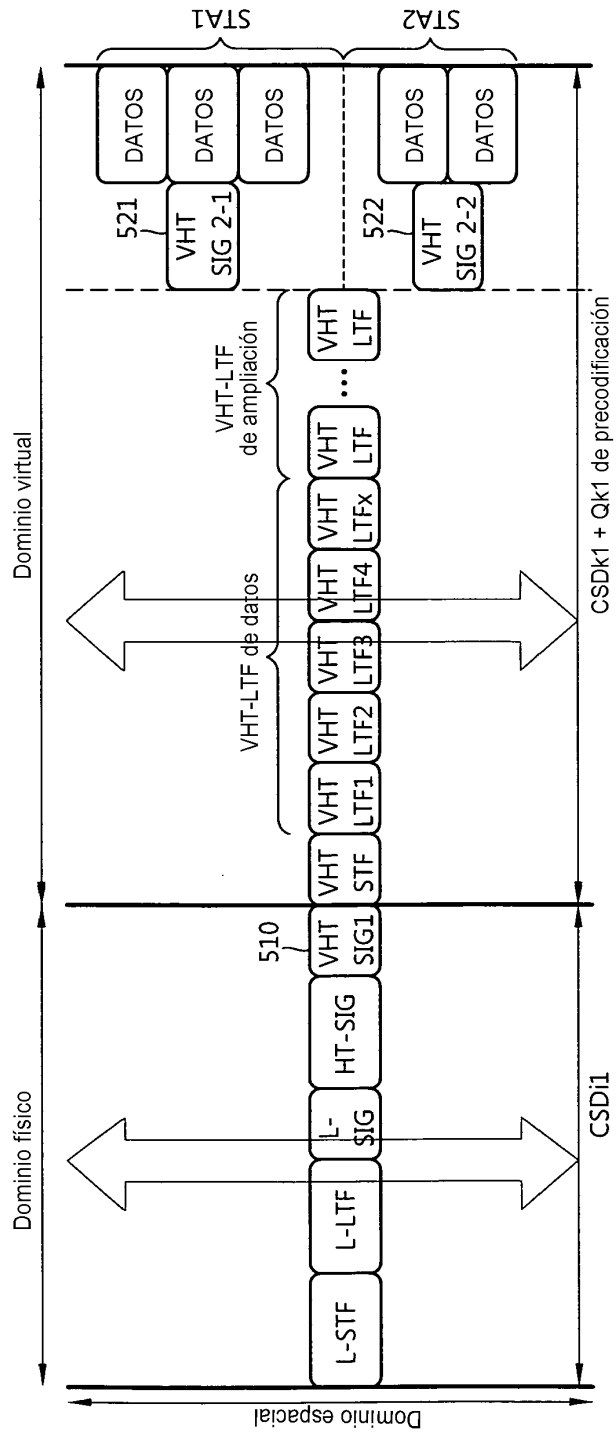 Dominio físico
Dominio virtual
Dominio espacial
L-STF
L-LTF
L-
SIG
HT-SIG
510
VHT
SIG1
VHT
STF
VHT
LTF1
VHT
LTF2
VHT
LTF3
VHT
LTF4
VHT
LTFx
VHT
LTF
...
VHT
LTF
VHT-LTF de datos
VHT-LTF
de ampliación
521
VHT
SIG 2-1
522
VHT
SIG 2-2
DATOS
DATOS
DATOS
DATOS
DATOS
STA1
STA2
CSDi1
CSDk1 + Qk1 de precodificación